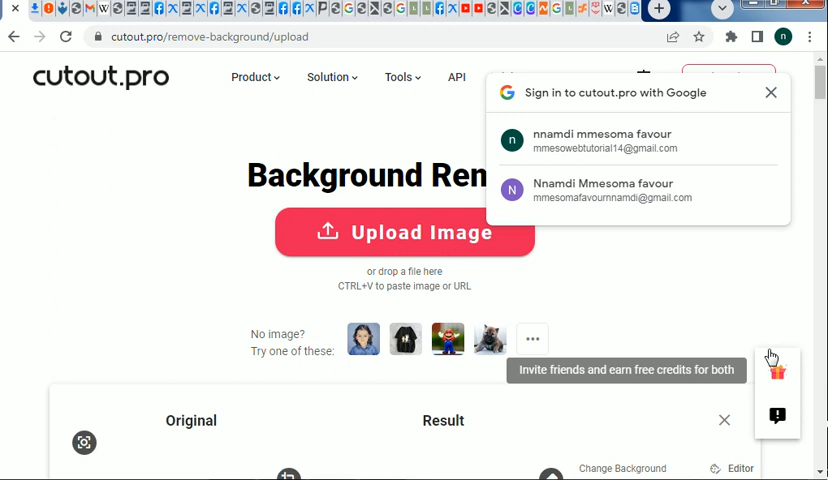 cutout.pro/remove-background/upload
n
cutout.pro
Product
Solution
Tools
API
Sign in to cutout.pro with Google
n
nnamdi mmesoma favour
mmesowebtutorial14@gmail.com
N
Nnamdi Mmesoma favour
mmesomafavournnamdi@gmail.com
Background Rem
Upload Image
or drop a file here
CTRL+V to paste image or URL
No image?
Try one of these:
Invite friends and earn free credits for both
Original
Result
Change Background
Editor